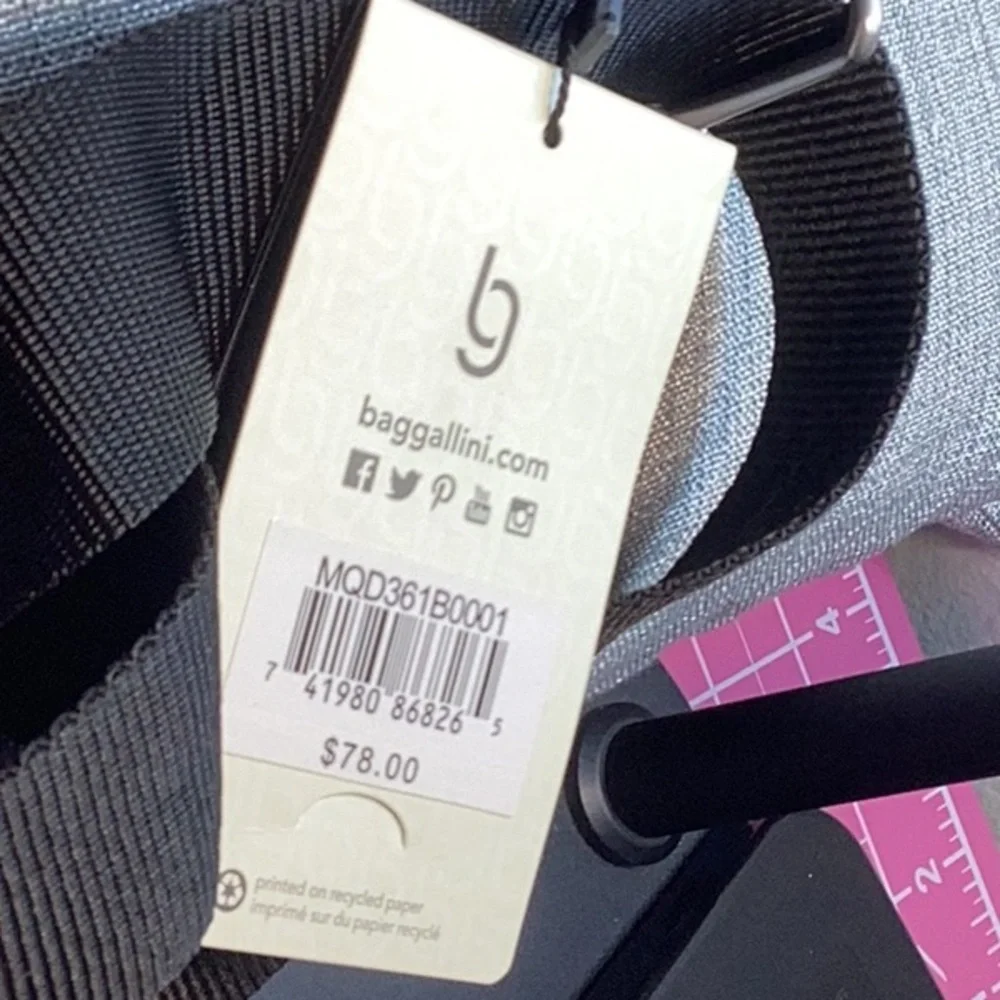 bg
baggallini.com
MQD361B0001
7 41980 86826 5
$78.00
printed on recycled paper
imprimé sur du papier recyclé
4
2